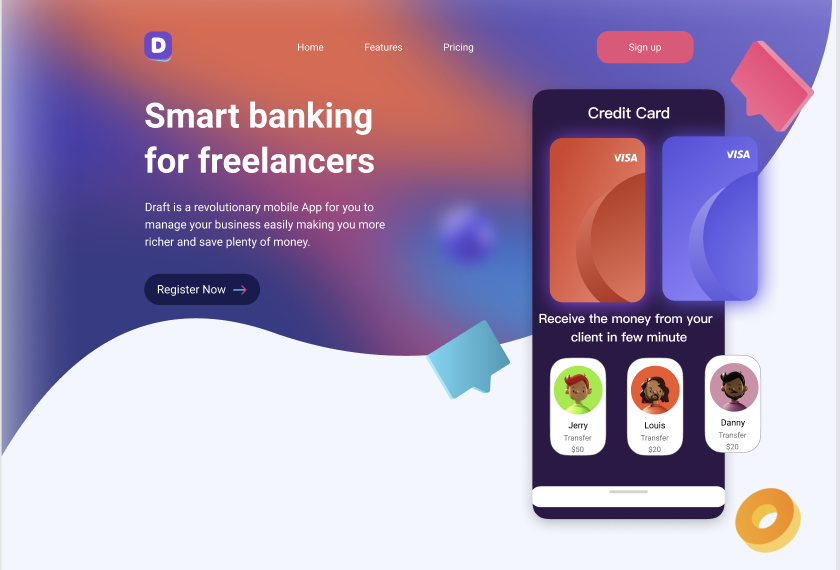 D
Home
Features
Pricing
Sign up
Smart banking
for freelancers
Draft is a revolutionary mobile App for you to
manage your business easily making you more
richer and save plenty of money.
Register Now
Credit Card
VISA
VISA
Receive the money from your
client in few minute
Jerry
Transfer
$50
Louis
Transfer
$20
Danny
Transfer
$20